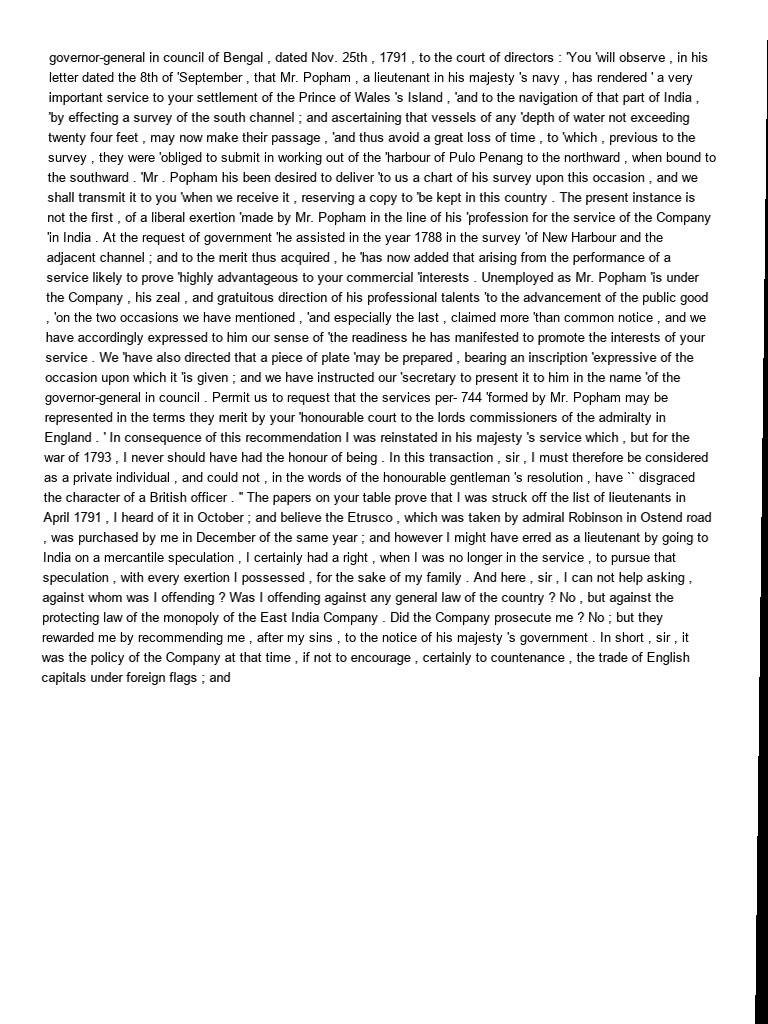 governor-general in council of Bengal , dated Nov. 25th , 1791 , to the court of directors : 'You 'will observe , in his
letter dated the 8th of 'September , that Mr. Popham , a lieutenant in his majesty 's navy , has rendered ' a very
important service to your settlement of the Prince of Wales 's Island , 'and to the navigation of that part of India ,
'by effecting a survey of the south channel ; and ascertaining that vessels of any 'depth of water not exceeding
twenty four feet , may now make their passage , 'and thus avoid a great loss of time , to 'which , previous to the
survey , they were 'obliged to submit in working out of the 'harbour of Pulo Penang to the northward , when bound to
the southward . 'Mr . Popham his been desired to deliver 'to us a chart of his survey upon this occasion , and we
shall transmit it to you 'when we receive it , reserving a copy to 'be kept in this country . The present instance is
not the first , of a liberal exertion 'made by Mr. Popham in the line of his 'profession for the service of the Company
'in India . At the request of government 'he assisted in the year 1788 in the survey 'of New Harbour and the
adjacent channel ; and to the merit thus acquired , he 'has now added that arising from the performance of a
service likely to prove 'highly advantageous to your commercial 'interests . Unemployed as Mr. Popham 'is under
the Company , his zeal , and gratuitous direction of his professional talents 'to the advancement of the public good
, 'on the two occasions we have mentioned , 'and especially the last , claimed more 'than common notice , and we
have accordingly expressed to him our sense of 'the readiness he has manifested to promote the interests of your
service . We 'have also directed that a piece of plate 'may be prepared , bearing an inscription 'expressive of the
occasion upon which it 'is given ; and we have instructed our 'secretary to present it to him in the name 'of the
governor-general in council . Permit us to request that the services per- 744 'formed by Mr. Popham may be
represented in the terms they merit by your 'honourable court to the lords commissioners of the admiralty in
England . ' In consequence of this recommendation I was reinstated in his majesty 's service which , but for the
war of 1793 , I never should have had the honour of being . In this transaction , sir , I must therefore be considered
as a private individual , and could not , in the words of the honourable gentleman 's resolution , have `` disgraced
the character of a British officer . " The papers on your table prove that I was struck off the list of lieutenants in
April 1791 , I heard of it in October ; and believe the Etrusco , which was taken by admiral Robinson in Ostend road
, was purchased by me in December of the same year ; and however I might have erred as a lieutenant by going to
India on a mercantile speculation , I certainly had a right , when I was no longer in the service , to pursue that
speculation , with every exertion I possessed , for the sake of my family . And here , sir , I can not help asking ,
against whom was I offending ? Was I offending against any general law of the country ? No , but against the
protecting law of the monopoly of the East India Company . Did the Company prosecute me ? No ; but they
rewarded me by recommending me , after my sins , to the notice of his majesty 's government . In short , sir , it
was the policy of the Company at that time , if not to encourage , certainly to countenance , the trade of English
capitals under foreign flags ; and